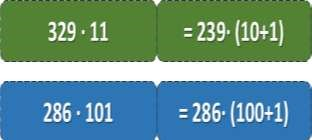 329 · 11 = 239· (10+1)
286 · 101 = 286· (100+1)